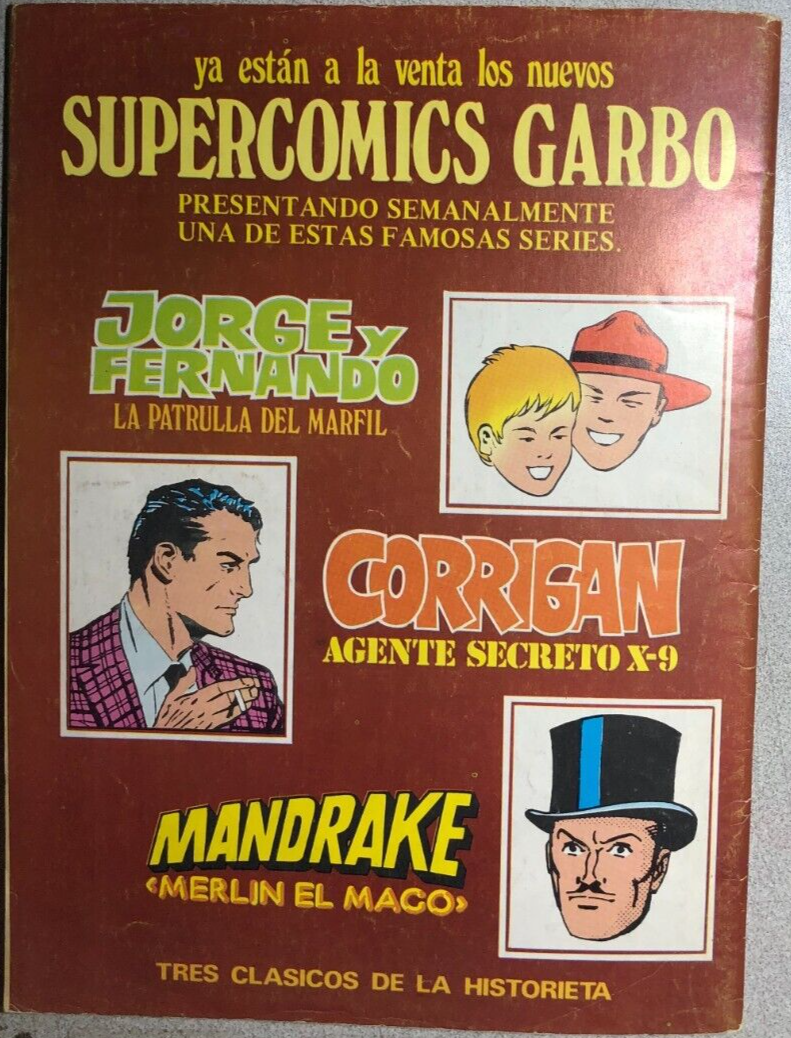 ya están a la venta los nuevos
SUPERCOMICS GARBO
PRESENTANDO SEMANALMENTE
UNA DE ESTAS FAMOSAS SERIES.
JORGE Y
FERNANDO
LA PATRULLA DEL MARFIL
CORRIGAN
AGENTE SECRETO X-9
MANDRAKE
‹MERLIN EL MAGO›
TRES CLASICOS DE LA HISTORIETA